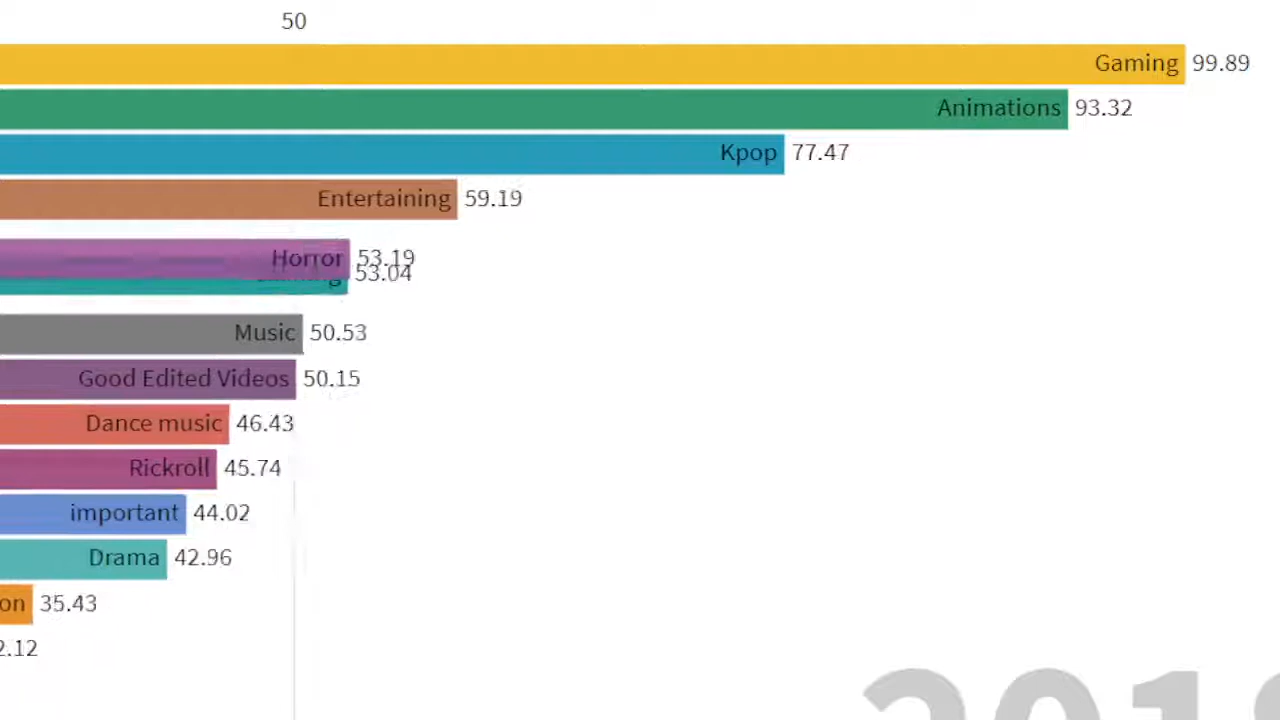 50
Gaming 99.89
Animations 93.32
Kpop 77.47
Entertaining 59.19
Horror 53.19
53.04
Music 50.53
Good Edited Videos 50.15
Dance music 46.43
Rickroll 45.74
important 44.02
Drama 42.96
on 35.43
2.12